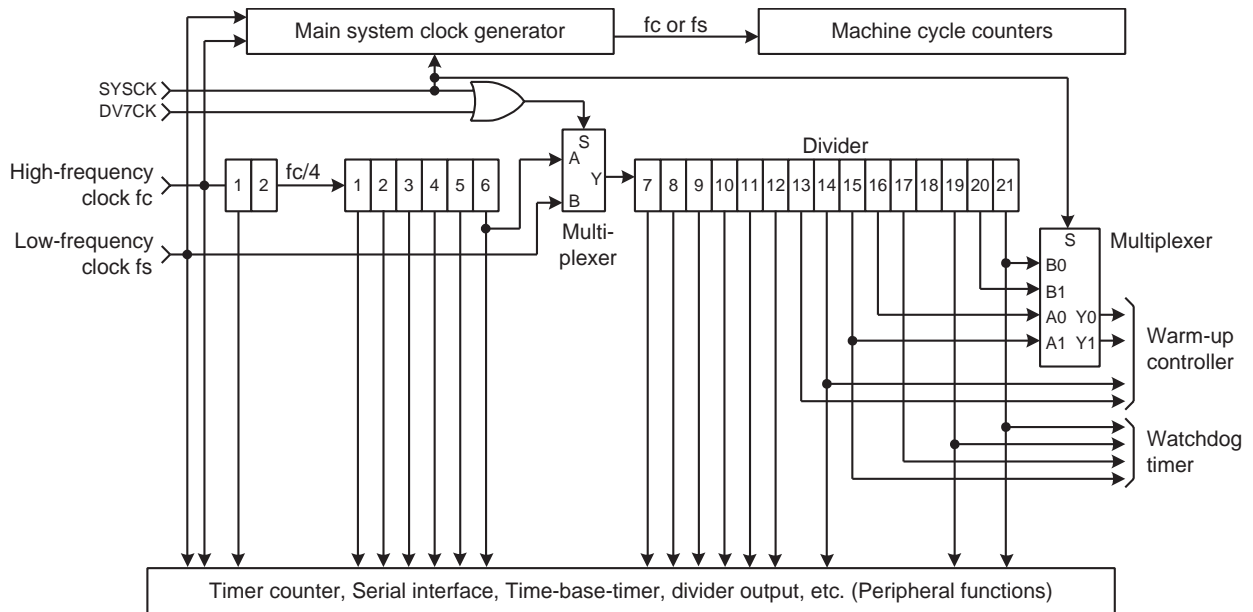 Main system clock generator
fc or fs
Machine cycle counters
SYSCK
DV7CK
High-frequency
clock fc
1 2
fc/4
1 2 3 4 5 6
S
A
B
Y
Multi-
plexer
Divider
7 8 9 10 11 12 13 14 15 16 17 18 19 20 21
Low-frequency
clock fs
S
Multiplexer
B0
B1
A0 Y0
A1 Y1
Warm-up
controller
Watchdog
timer
Timer counter, Serial interface, Time-base-timer, divider output, etc. (Peripheral functions)